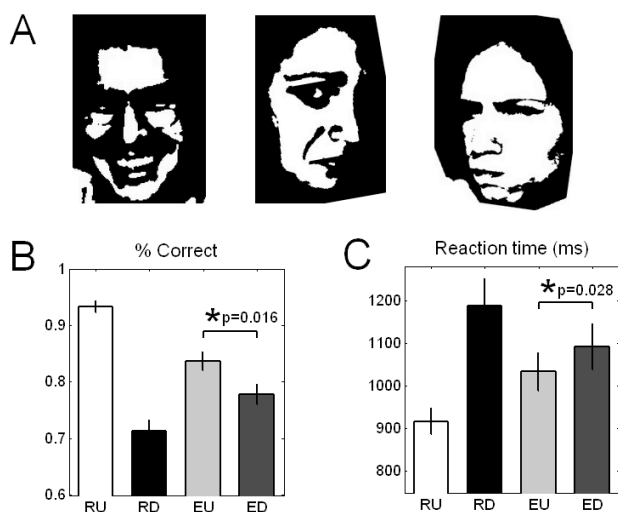 A
B
% Correct
1
0.9
0.8
0.7
0.6
*p=0.016
RU RD EU ED
C
Reaction time (ms)
1200
1100
1000
900
800
*p=0.028
RU RD EU ED